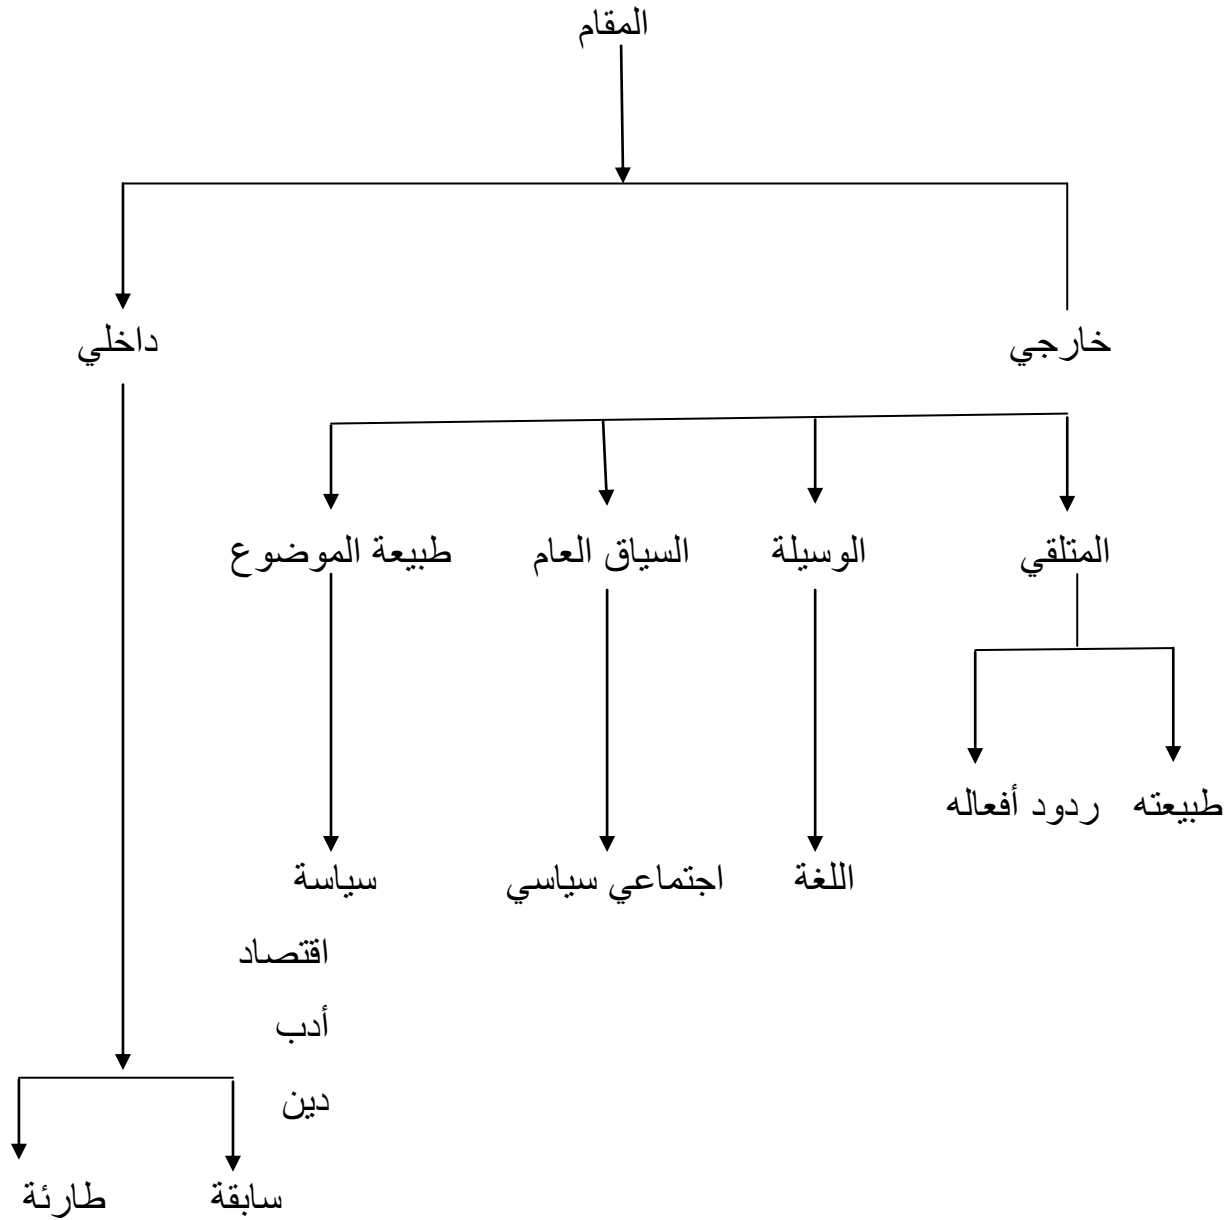 المقام
خارجي
داخلي
المتلقي
الوسيلة
السياق العام
طبيعة الموضوع
طبيعته
ردود أفعاله
اللغة
اجتماعي سياسي
سياسة
اقتصاد
أدب
دين
سابقة
طارئة